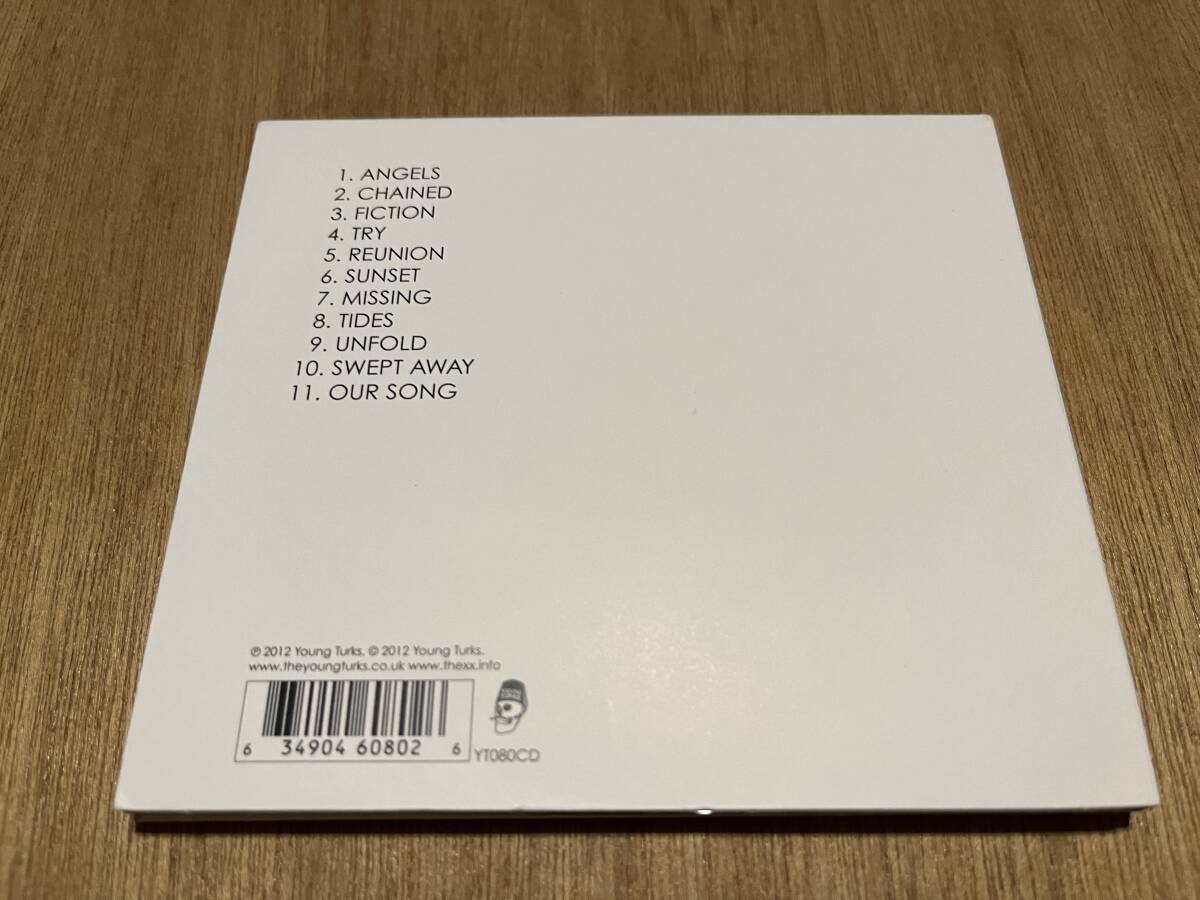 1. ANGELS
2. CHAINED
3. FICTION
4. TRY
5. REUNION
6. SUNSET
7. MISSING
8. TIDES
9. UNFOLD
10. SWEPT AWAY
11. OUR SONG
℗ 2012 Young Turks. © 2012 Young Turks.
www.theyoungturks.co.uk www.thexx.info
YOUNG TURKS
6 34904 60802 6
YT080CD